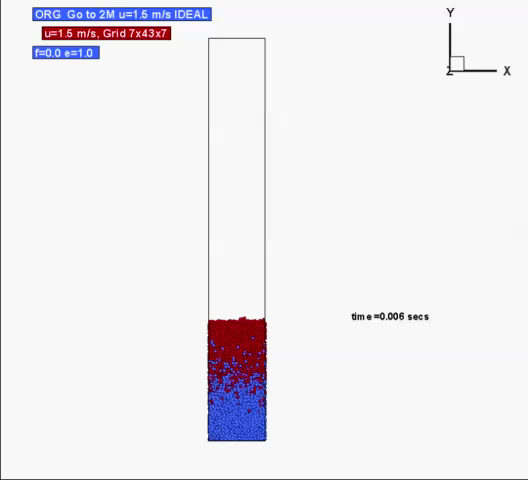 ORG Go to 2M u=1.5 m/s IDEAL
u=1.5 m/s, Grid 7x43x7
f=0.0 e=1.0
Y
Z X
time=0.006 secs